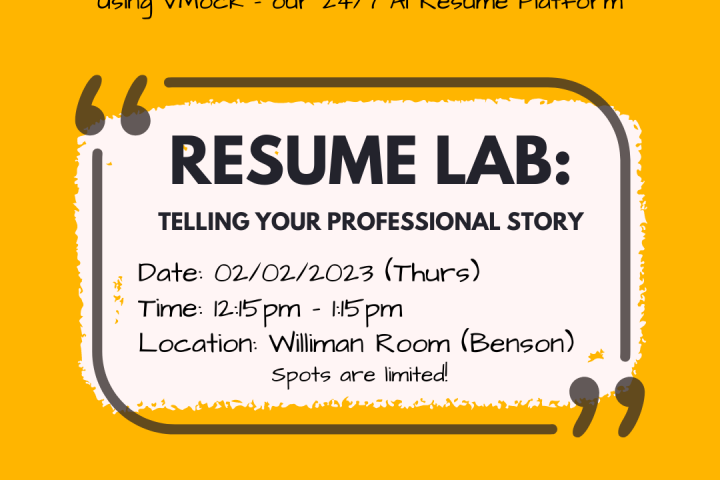 using VMock - our 24/7 AI Resume Platform
RESUME LAB:
TELLING YOUR PROFESSIONAL STORY
Date: 02/02/2023 (Thurs)
Time: 12:15pm - 1:15pm
Location: Williman Room (Benson)
Spots are limited!